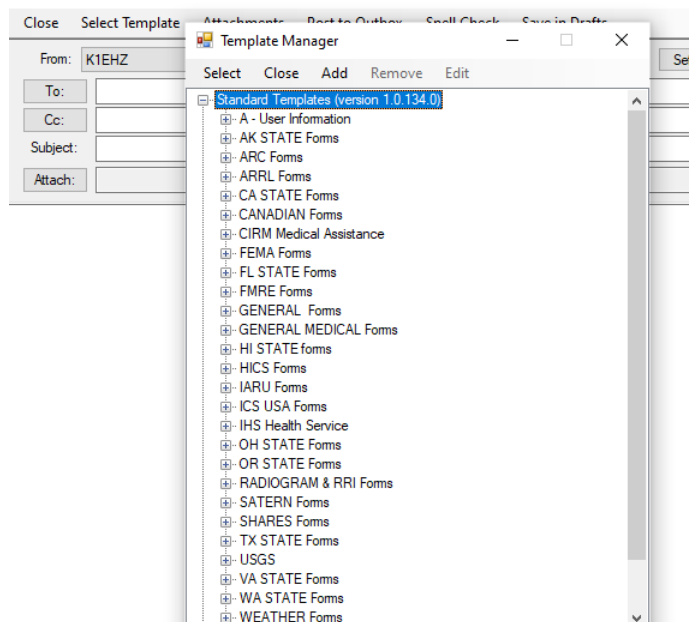 Close Select Template Attachments Post to Outbox Spell Check Save in Drafts
Template Manager
From: K1EHZ
Select Close Add Remove Edit
To:
Cc:
Subject:
Attach:
Standard Templates (version 1.0.134.0)
A - User Information
AK STATE Forms
ARC Forms
ARRL Forms
CA STATE Forms
CANADIAN Forms
CIRM Medical Assistance
FEMA Forms
FL STATE Forms
FMRE Forms
GENERAL Forms
GENERAL MEDICAL Forms
HI STATE forms
HICS Forms
IARU Forms
ICS USA Forms
IHS Health Service
OH STATE Forms
OR STATE Forms
RADIOGRAM & RRI Forms
SATERN Forms
SHARES Forms
TX STATE Forms
USGS
VA STATE Forms
WA STATE Forms
WEATHER Forms